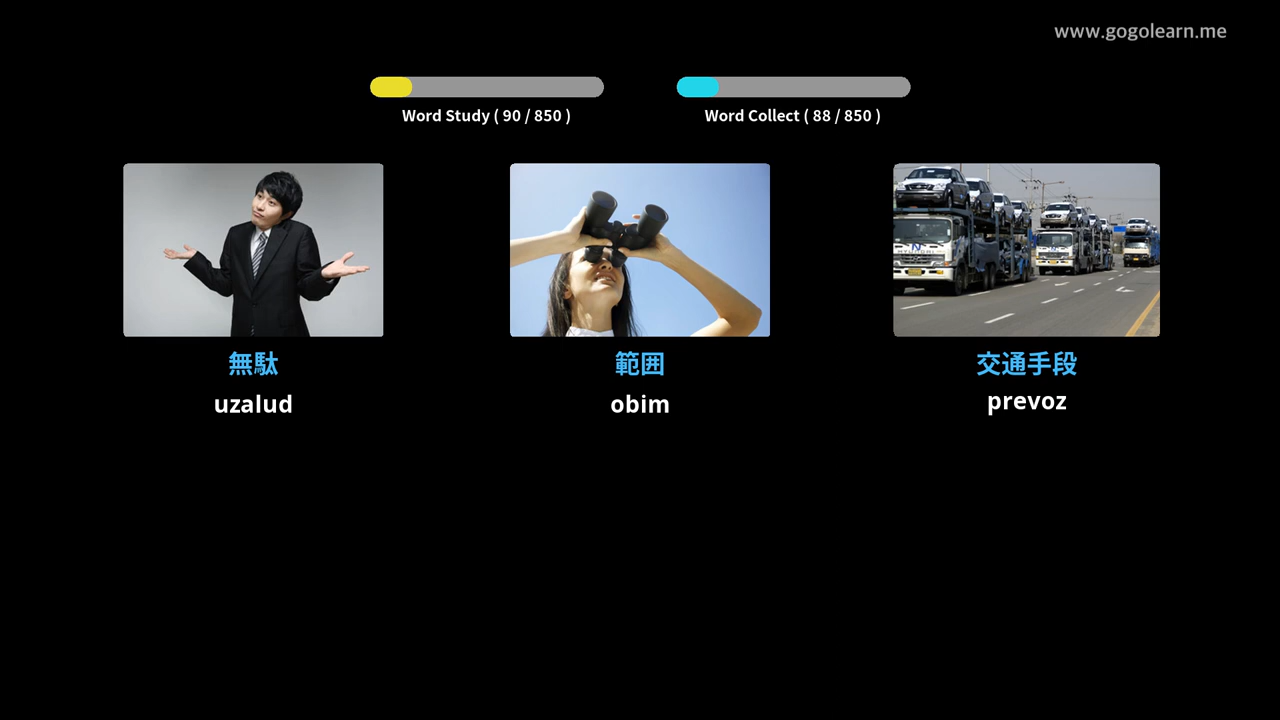 www.gogolearn.me
Word Study ( 90 / 850 )
Word Collect ( 88 / 850 )
無駄
範囲
交通手段
uzalud
obim
prevoz